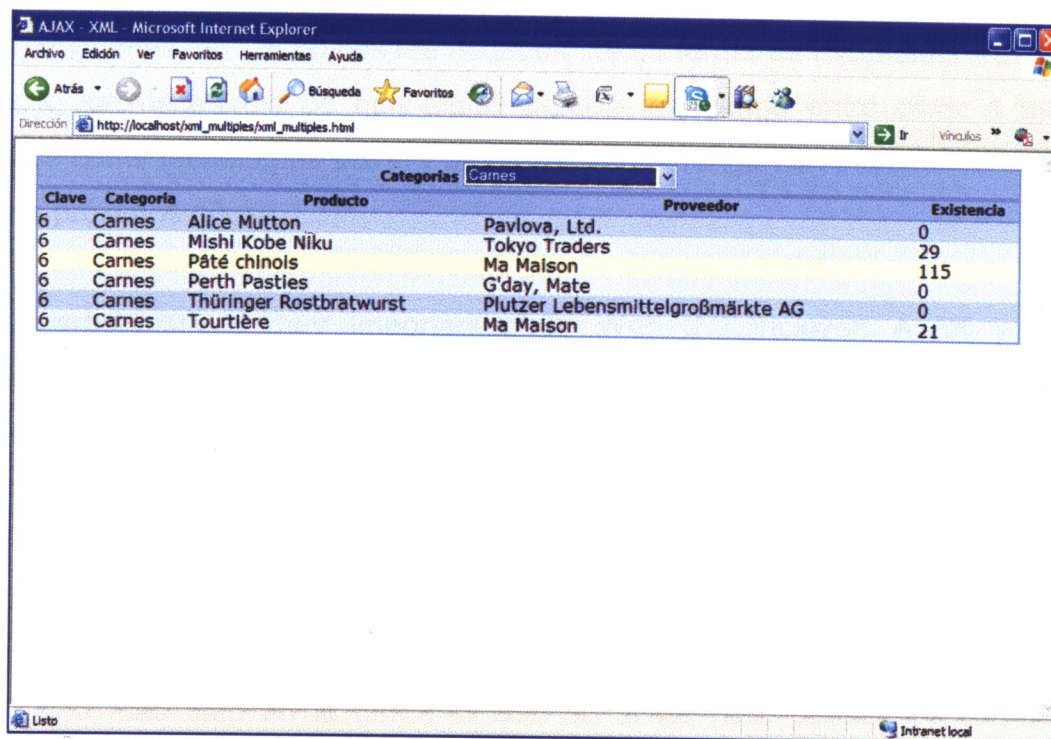 AJAX - XML - Microsoft Internet Explorer
Archivo Edición Ver Favoritos Herramientas Ayuda
Atrás Búsqueda Favoritos
Dirección http://localhost/xml_multiples/xml_multiples.html Ir Vínculos »
Categorias Carnes
Clave Categoria Producto Proveedor Existencia
6 Carnes Alice Mutton Pavlova, Ltd. 0
6 Carnes Mishi Kobe Niku Tokyo Traders 29
6 Carnes Pâté chinois Ma Maison 115
6 Carnes Perth Pasties G'day, Mate 0
6 Carnes Thüringer Rostbratwurst Plutzer Lebensmittelgroßmärkte AG 0
6 Carnes Tourtière Ma Maison 21
Listo Intranet local